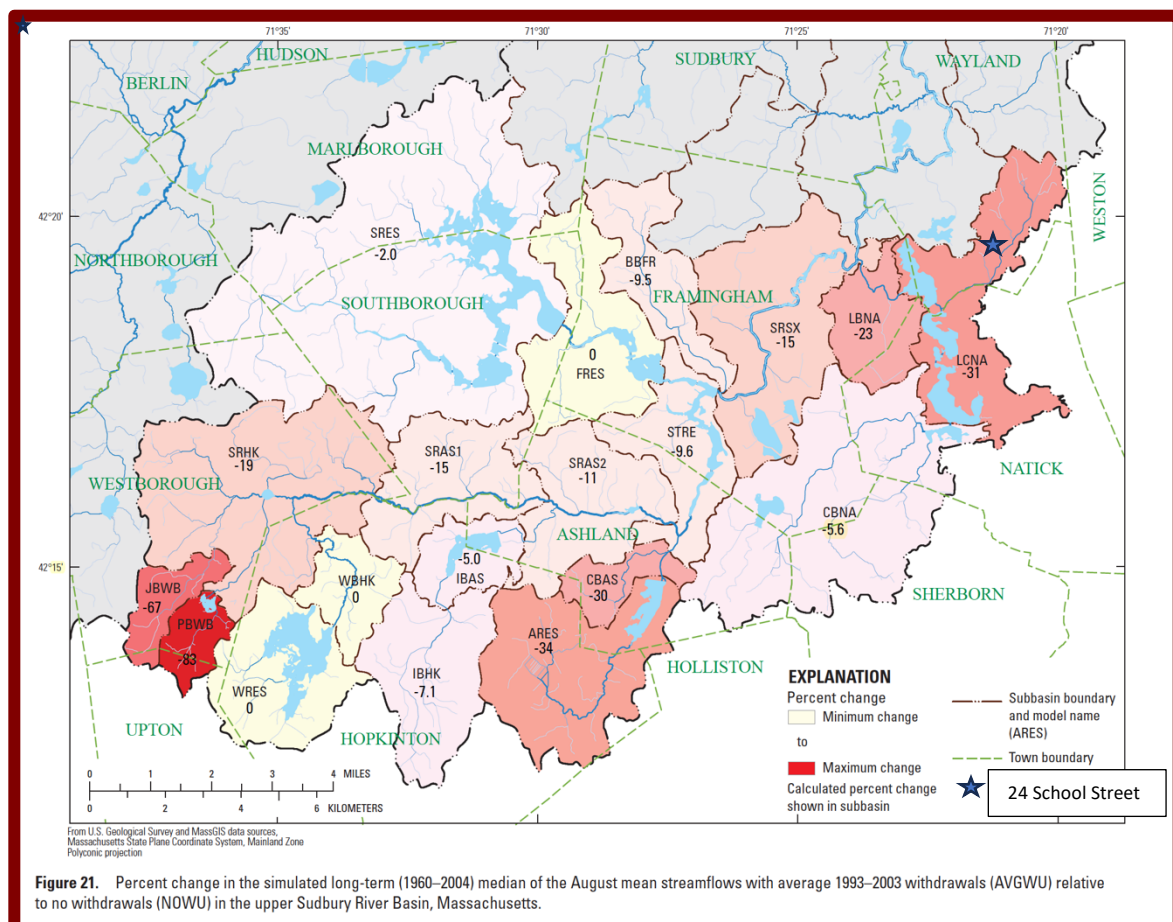 71°35'
71°30'
71°25'
71°20'
HUDSON
SUDBURY
WAYLAND
BERLIN
MARLBOROUGH
WESTON
42°20'
SRES
-2.0
NORTHBOROUGH
BBFR
-9.5
FRAMINGHAM
SOUTHBOROUGH
SRSX
-15
LBNA
-23
0
FRES
LCNA
-31
STRE
-9.6
SRHK
-19
SRAS1
-15
SRAS2
-11
WESTBOROUGH
NATICK
CBNA
-5.6
ASHLAND
42°15'
-5.0
IBAS
JBWB
-67
WBHK
0
CBAS
-30
SHERBORN
PBWB
-83
ARES
-34
HOLLISTON
WRES
0
IBHK
-7.1
UPTON
HOPKINTON
EXPLANATION
Percent change
Minimum change
to
Maximum change
Calculated percent change
shown in subbasin
Subbasin boundary
and model name
(ARES)
Town boundary
24 School Street
0 1 2 3 4 MILES
0 2 4 6 KILOMETERS
From U.S. Geological Survey and MassGIS data sources,
Massachusetts State Plane Coordinate System, Mainland Zone
Polyconic projection
Figure 21. Percent change in the simulated long-term (1960–2004) median of the August mean streamflows with average 1993–2003 withdrawals (AVGWU) relative
to no withdrawals (NOWU) in the upper Sudbury River Basin, Massachusetts.